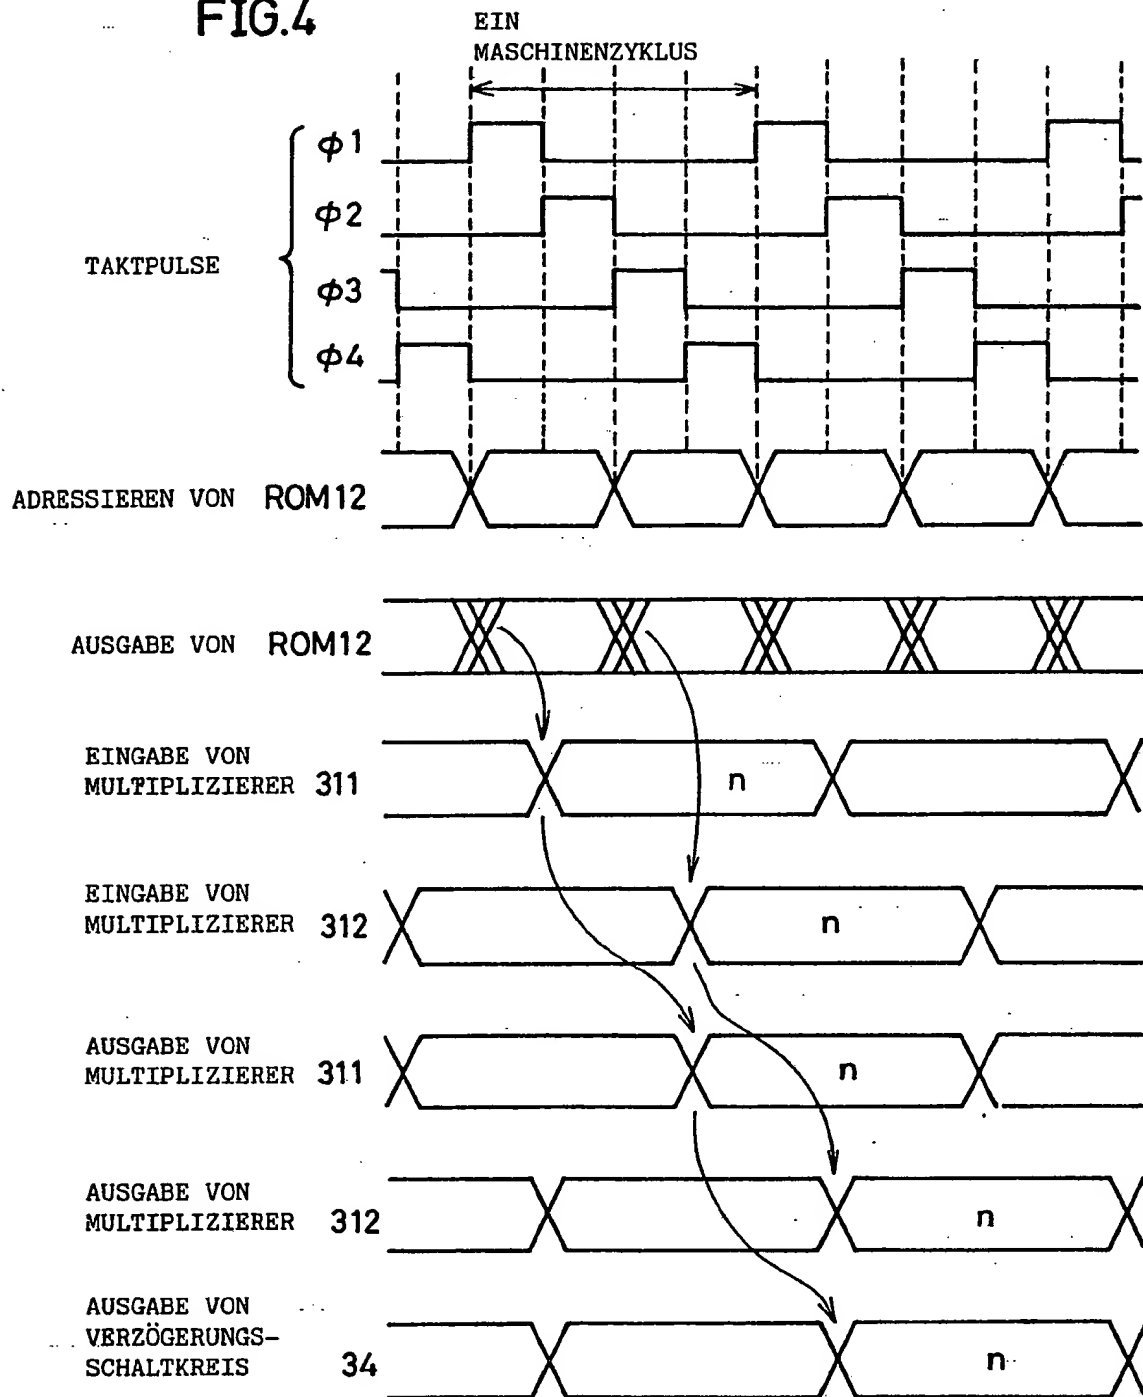 FIG.4
EIN
MASCHINENZYKLUS
TAKTPULSE
ϕ1
ϕ2
ϕ3
ϕ4
ADRESSIEREN VON ROM12
AUSGABE VON ROM12
EINGABE VON
MULTIPLIZIERER 311
n
EINGABE VON
MULTIPLIZIERER 312
n
AUSGABE VON
MULTIPLIZIERER 311
n
AUSGABE VON
MULTIPLIZIERER 312
n
AUSGABE VON
VERZÖGERUNGS-
SCHALTKREIS 34
n